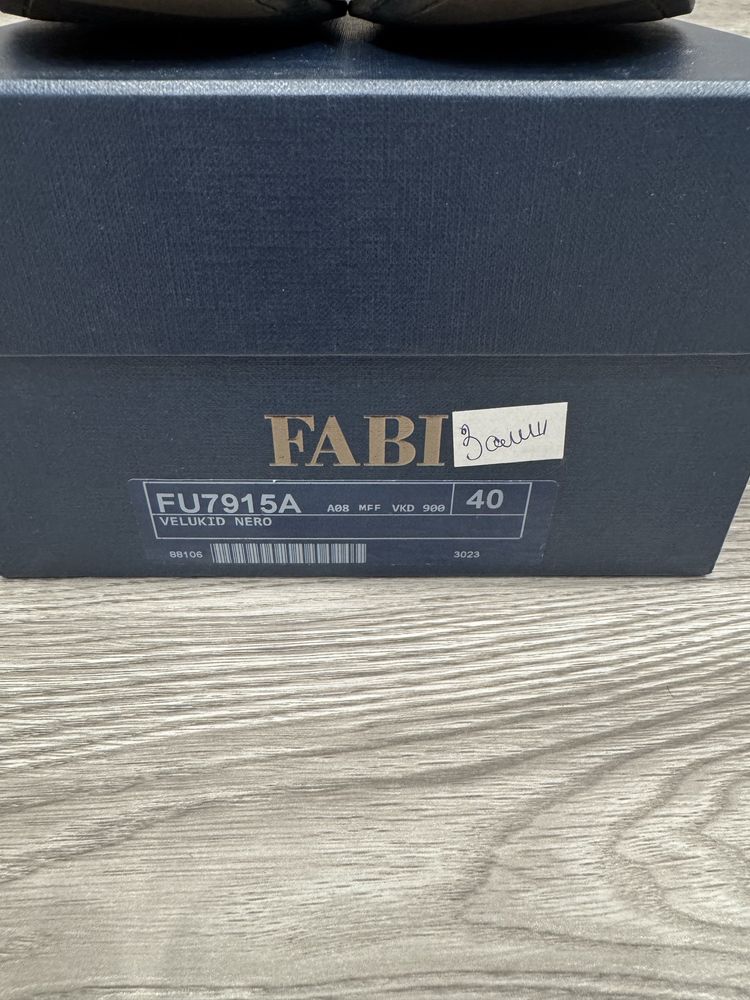 FABI
Замш
FU7915A A08 MFF VKD 900 40
VELUKID NERO
88106 3023